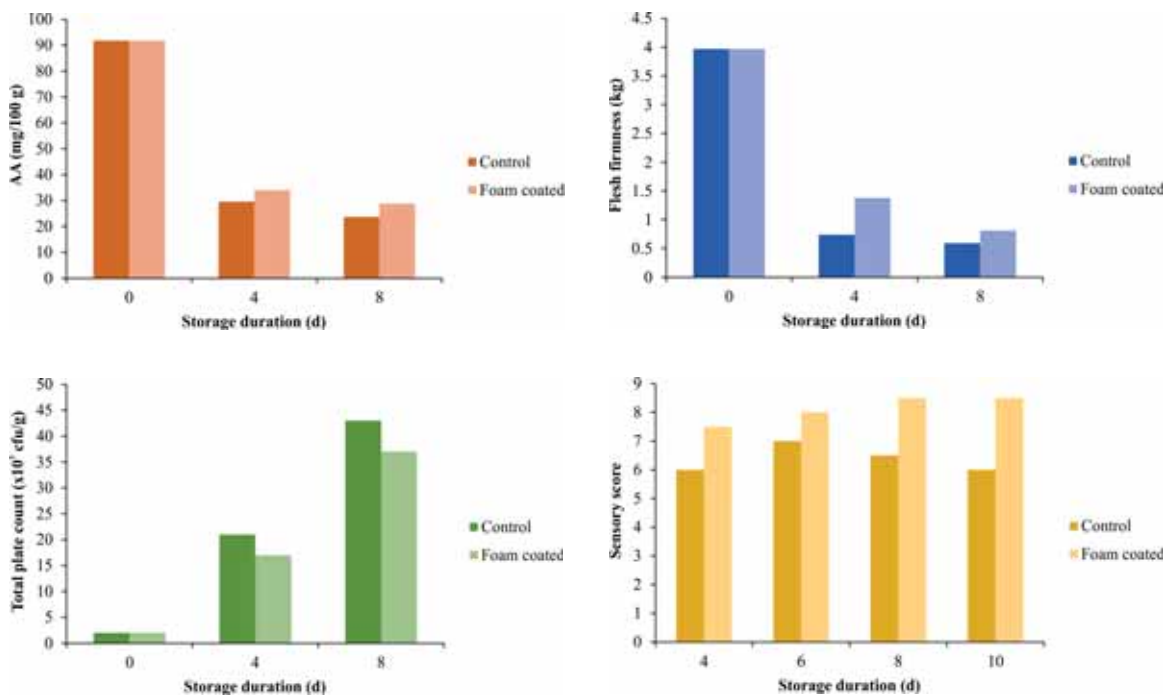 100
90
80
70
60
50
40
30
20
10
0
AA (mg/100 g)
0 4 8
Storage duration (d)
Control
Foam coated
4.5
4
3.5
3
2.5
2
1.5
1
0.5
0
Flesh firmness (kg)
0 4 8
Storage duration (d)
Control
Foam coated
50
45
40
35
30
25
20
15
10
5
0
Total plate count (x10 cfu/g)
0 4 8
Storage duration (d)
Control
Foam coated
9
8
7
6
5
4
3
2
1
0
Sensory score
4 6 8 10
Storage duration (d)
Control
Foam coated